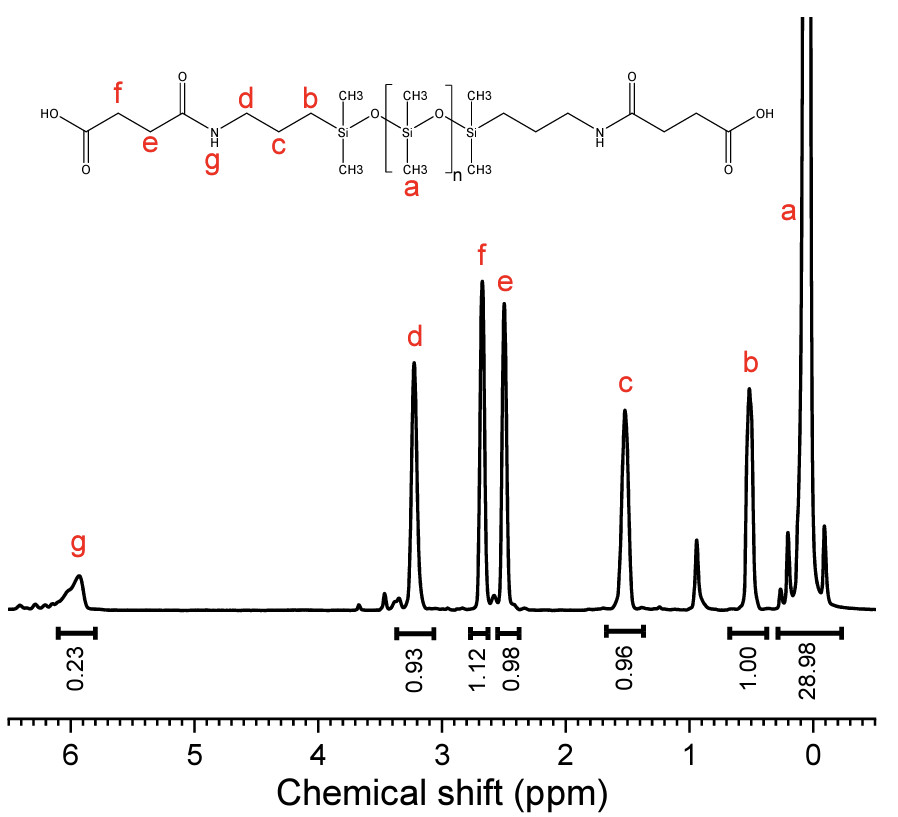 f
O
d
b
CH3
CH3
CH3
O
HO
O
O
OH
Si
Si
Si
e
N
H
c
N
H
O
g
CH3
CH3
n
CH3
O
a
a
f
e
d
b
c
g
0.23
0.93
1.12
0.98
0.96
1.00
28.98
6
5
4
3
2
1
0
Chemical shift (ppm)